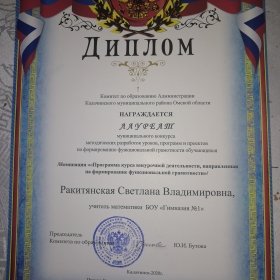 Диплом
Комитет по образованию Администрации
Калачинского муниципального района Омской области
НАГРАЖДАЕТСЯ
ЛАУРЕАТ
муниципального конкурса
методических разработок уроков, программ и проектов
по формированию функциональной грамотности обучающихся
Номинация «Программа курса внеурочной деятельности, направленная
на формирование функциональной грамотности»
Ракитянская Светлана Владимировна,
учитель математики БОУ «Гимназия №1»
Председатель
Комитета по образованию
Ю.И. Бутова
Калачинск 2020г.